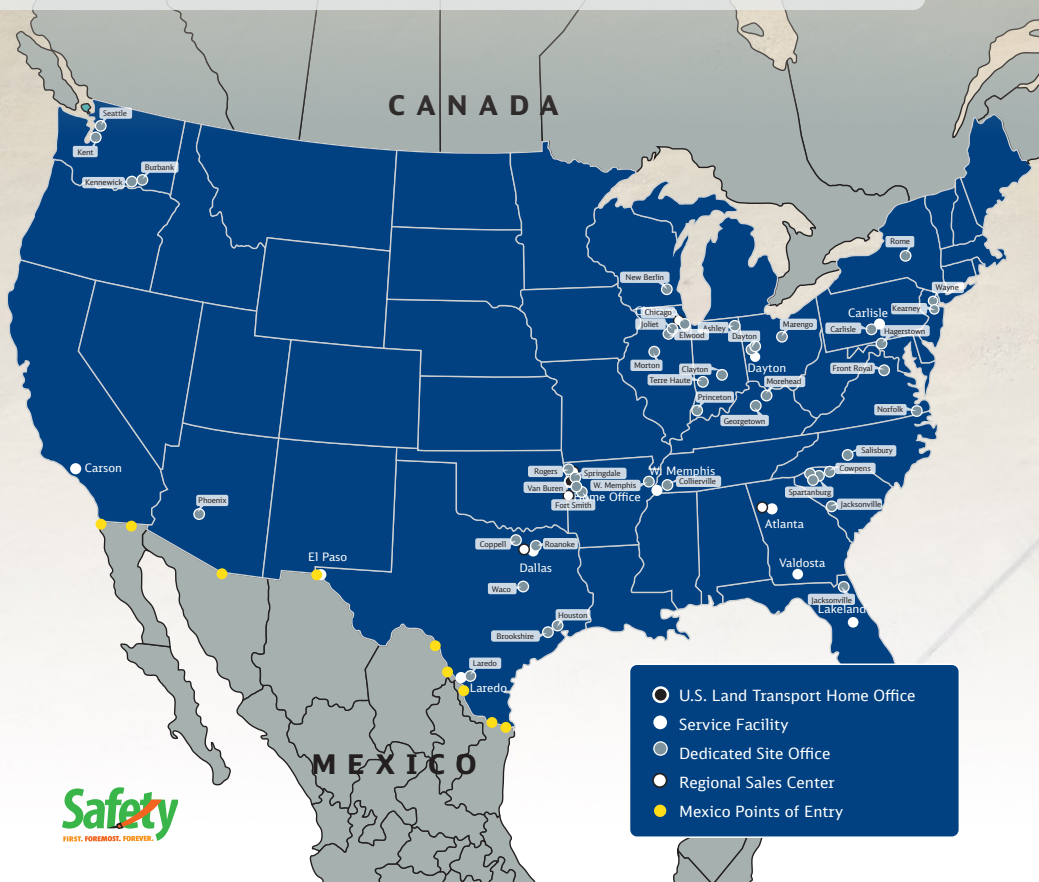 CANADA
Seattle
Kent
Burbank
Kennewick
Rome
New Berlin
Wayne
Kearney
Chicago
Carlisle
Joliet
Elwood
Ashley
Marengo
Carlisle
Hagerstown
Dayton
Dayton
Morton
Clayton
Terre Haute
Front Royal
Morehead
Princeton
Georgetown
Norfolk
Salisbury
Carson
Rogers
Springdale
W. Memphis
Cowpens
Van Buren
W. Memphis
Collierville
Home Office
Spartanburg
Fort Smith
Phoenix
Jacksonville
Atlanta
Coppell
Roanoke
El Paso
Dallas
Valdosta
Waco
Jacksonville
Lakeland
Houston
Brookshire
Laredo
Laredo
MEXICO
U.S. Land Transport Home Office
Service Facility
Dedicated Site Office
Regional Sales Center
Mexico Points of Entry
Safety
FIRST. FOREMOST. FOREVER.